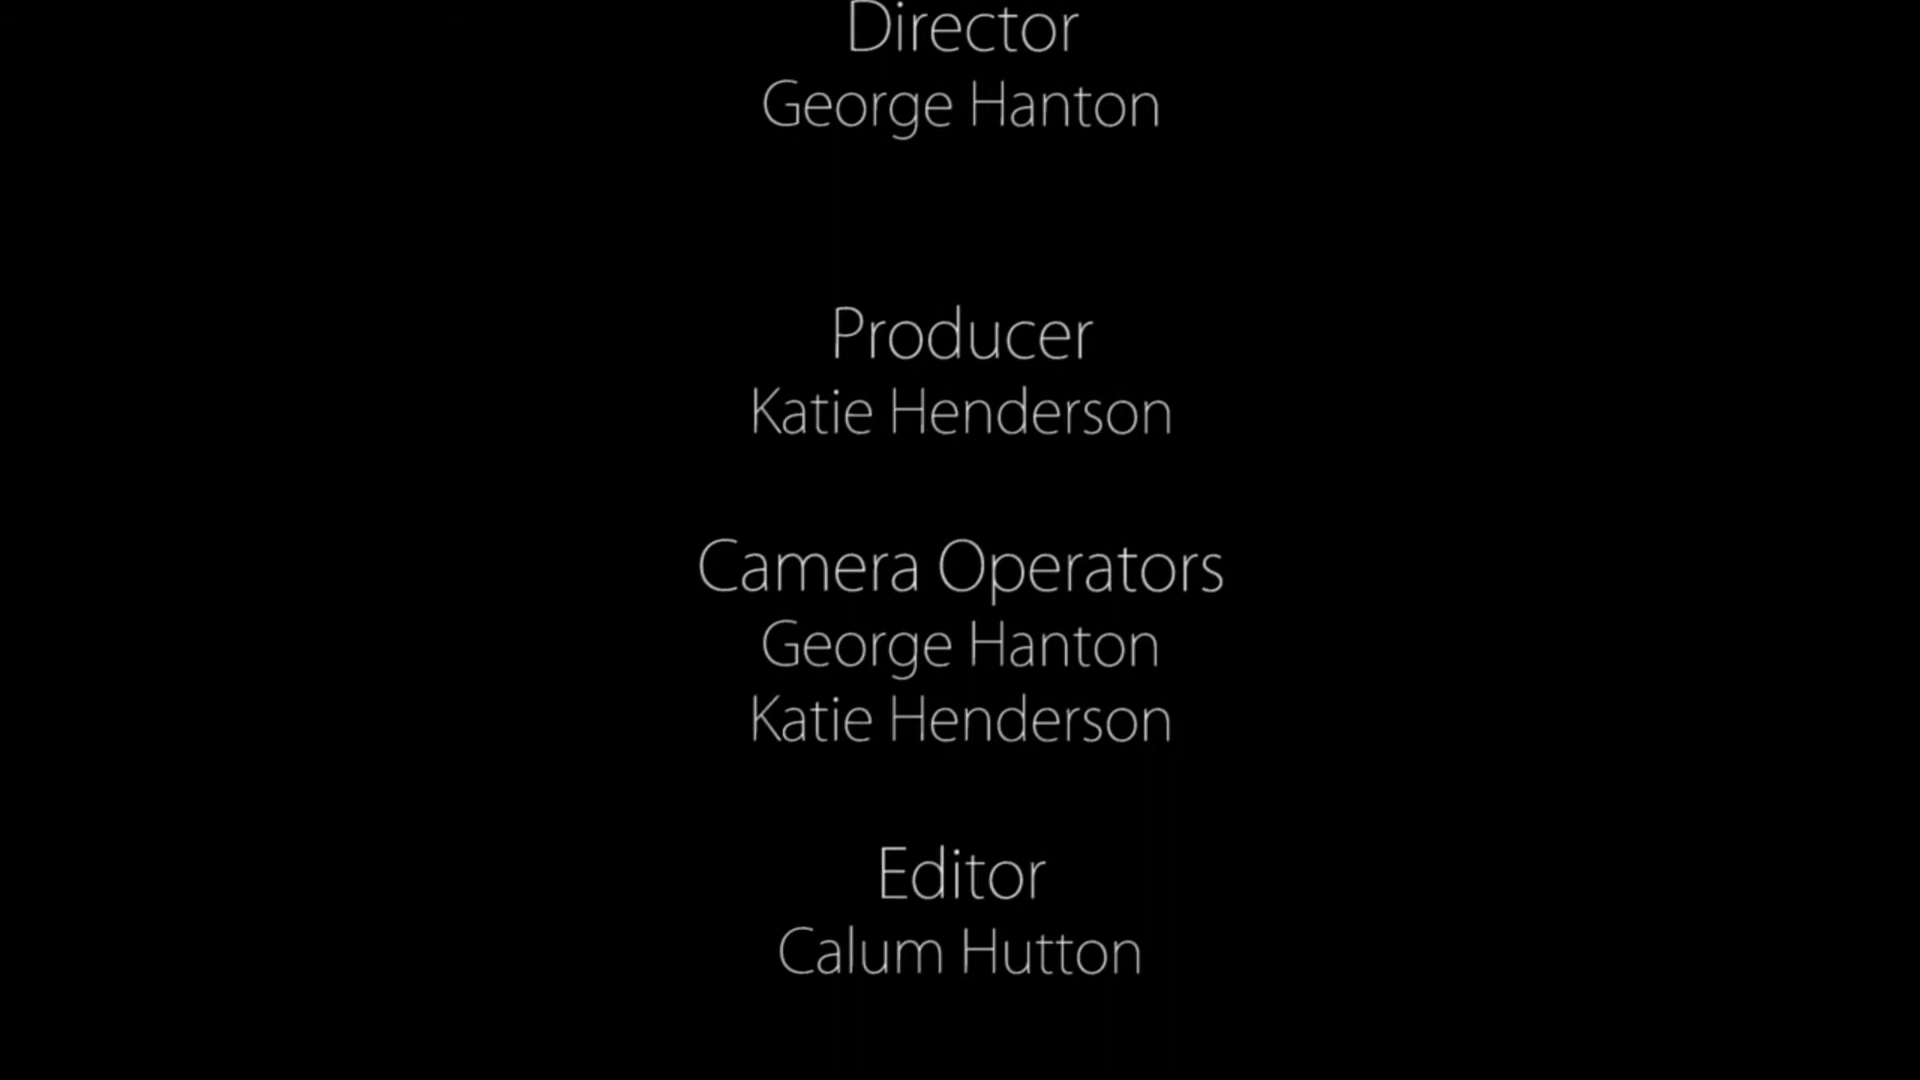 Director
George Hanton
Producer
Katie Henderson
Camera Operators
George Hanton
Katie Henderson
Editor
Calum Hutton